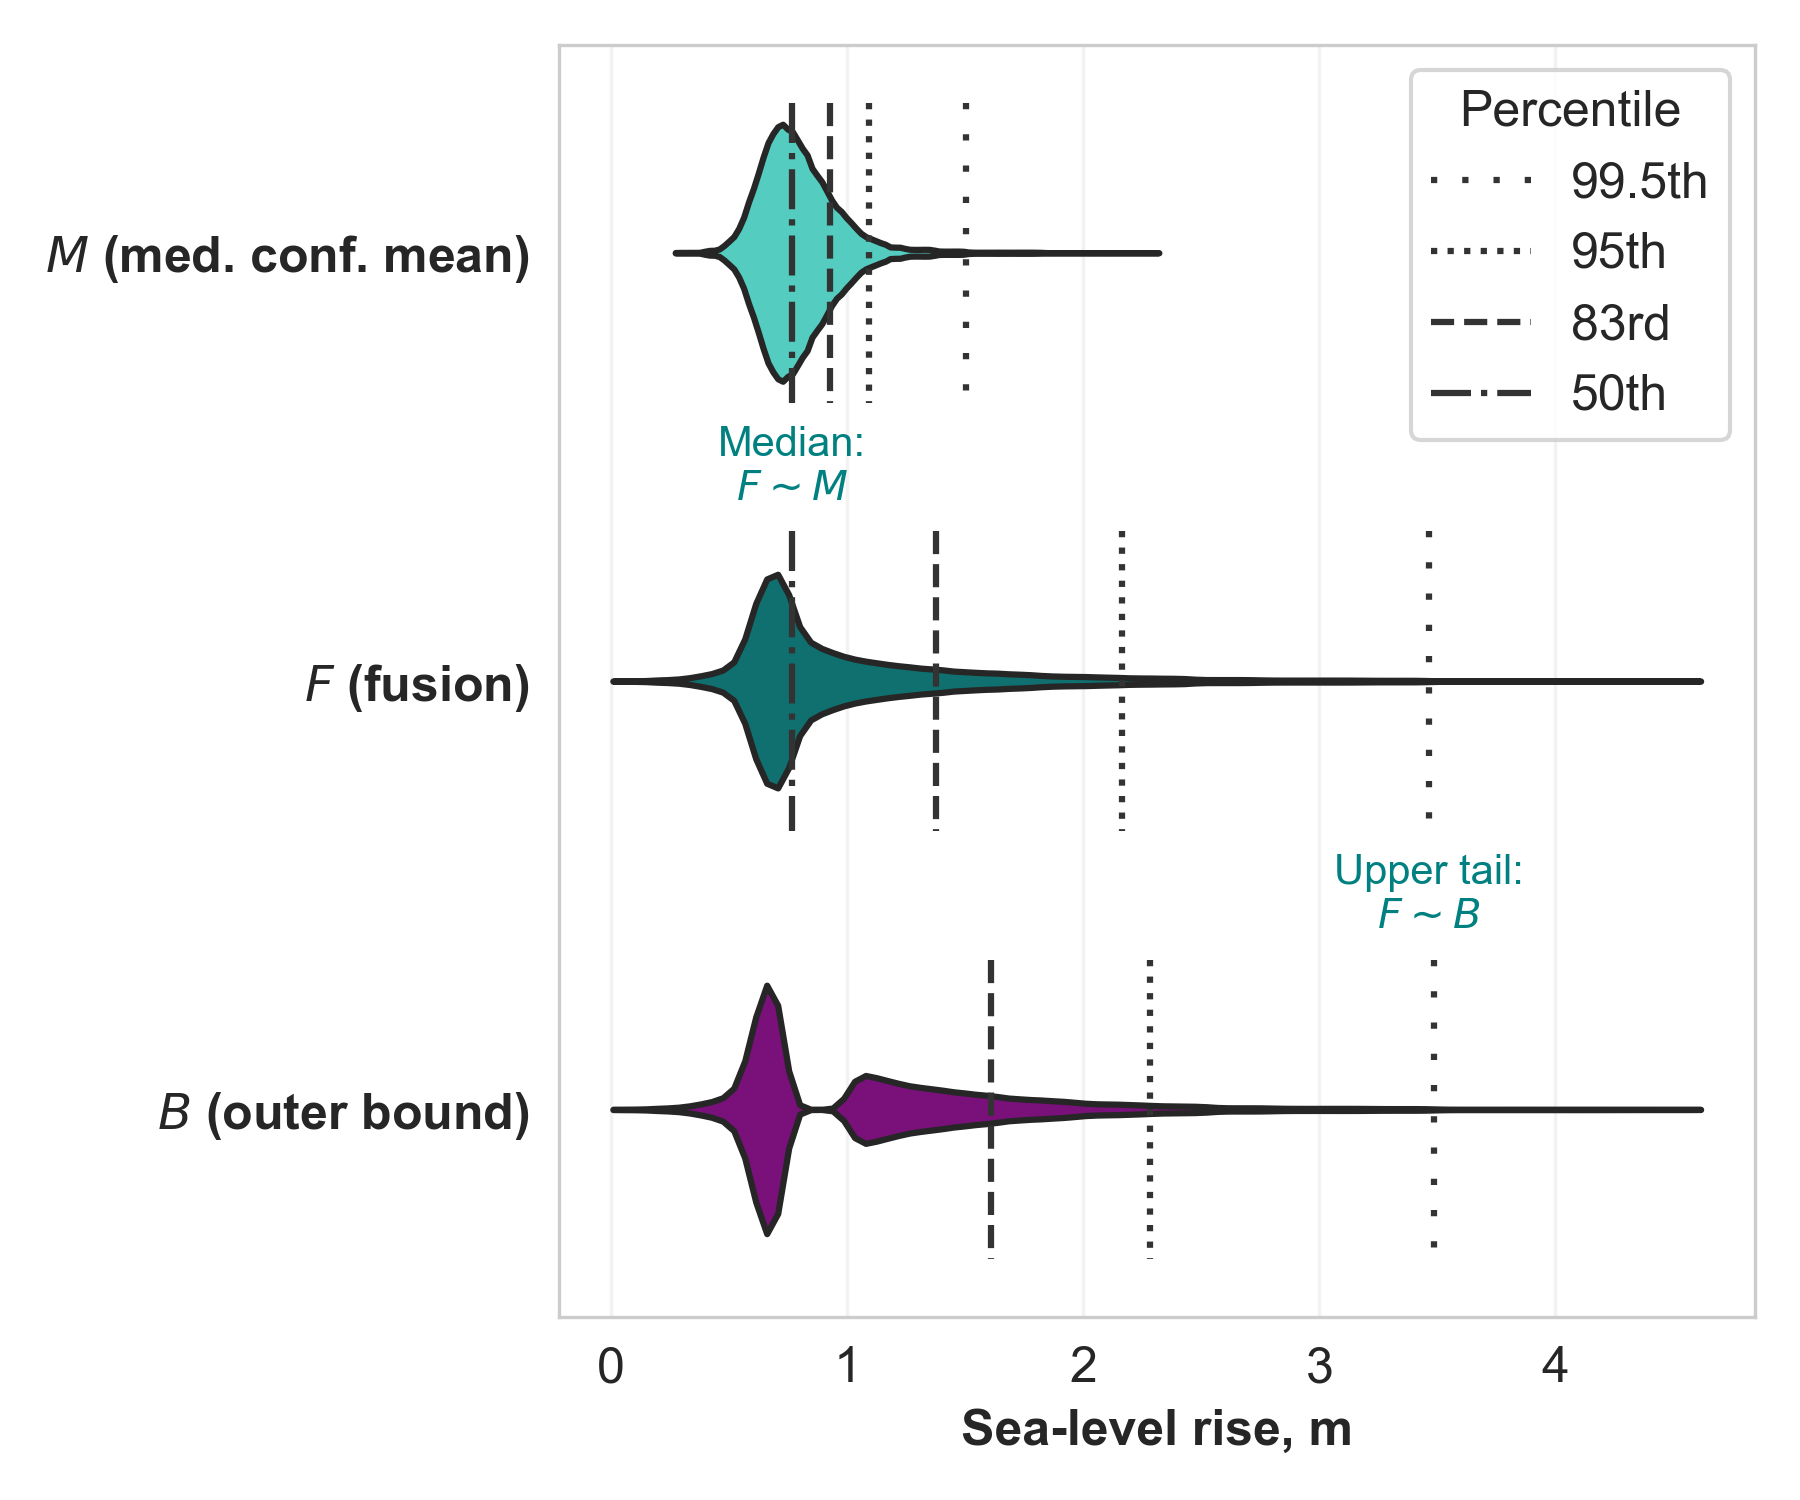 Percentile
99.5th
95th
83rd
50th
M (med. conf. mean)
Median:
F ~ M
F (fusion)
Upper tail:
F ~ B
B (outer bound)
0 1 2 3 4
Sea-level rise, m